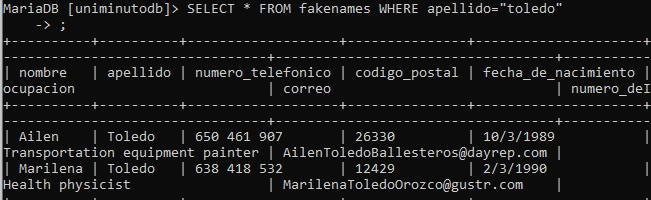 MariaDB [uniminutodb]> SELECT * FROM fakenames WHERE apellido="toledo"
    -> ;
| nombre   | apellido | numero_telefonico | codigo_postal | fecha_de_nacimiento |
ocupacion                        | correo                            | numero_deI
| Ailen    | Toledo   | 650 461 907       | 26330         | 10/3/1989           |
Transportation equipment painter | AilenToledoBallesteros@dayrep.com |
| Marilena | Toledo   | 638 418 532       | 12429         | 2/3/1990            |
Health physicist                 | MarilenaToledoOrozco@gustr.com    |